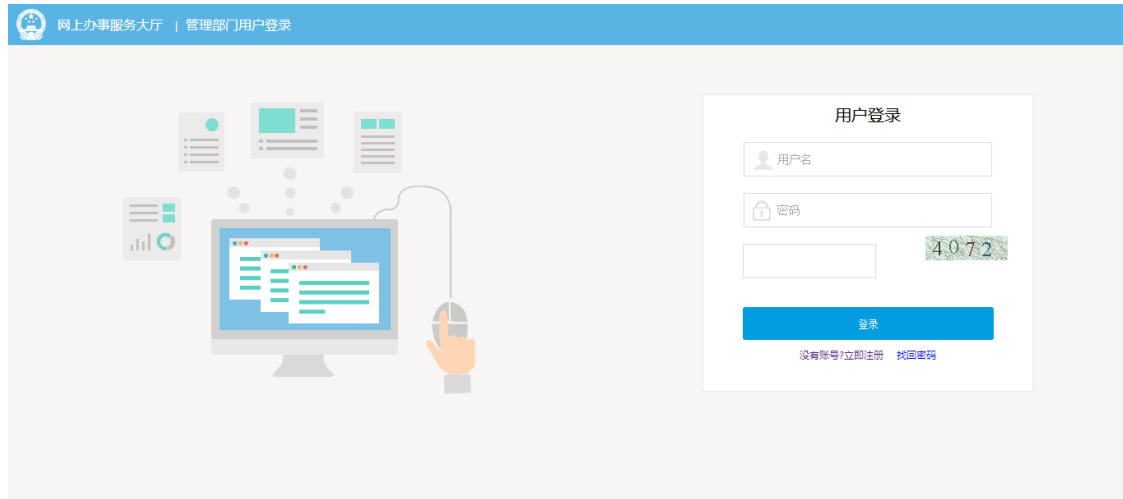 网上办事服务大厅 | 管理部门用户登录
用户登录
用户名
密码
4072
登录
没有账号?立即注册 找回密码